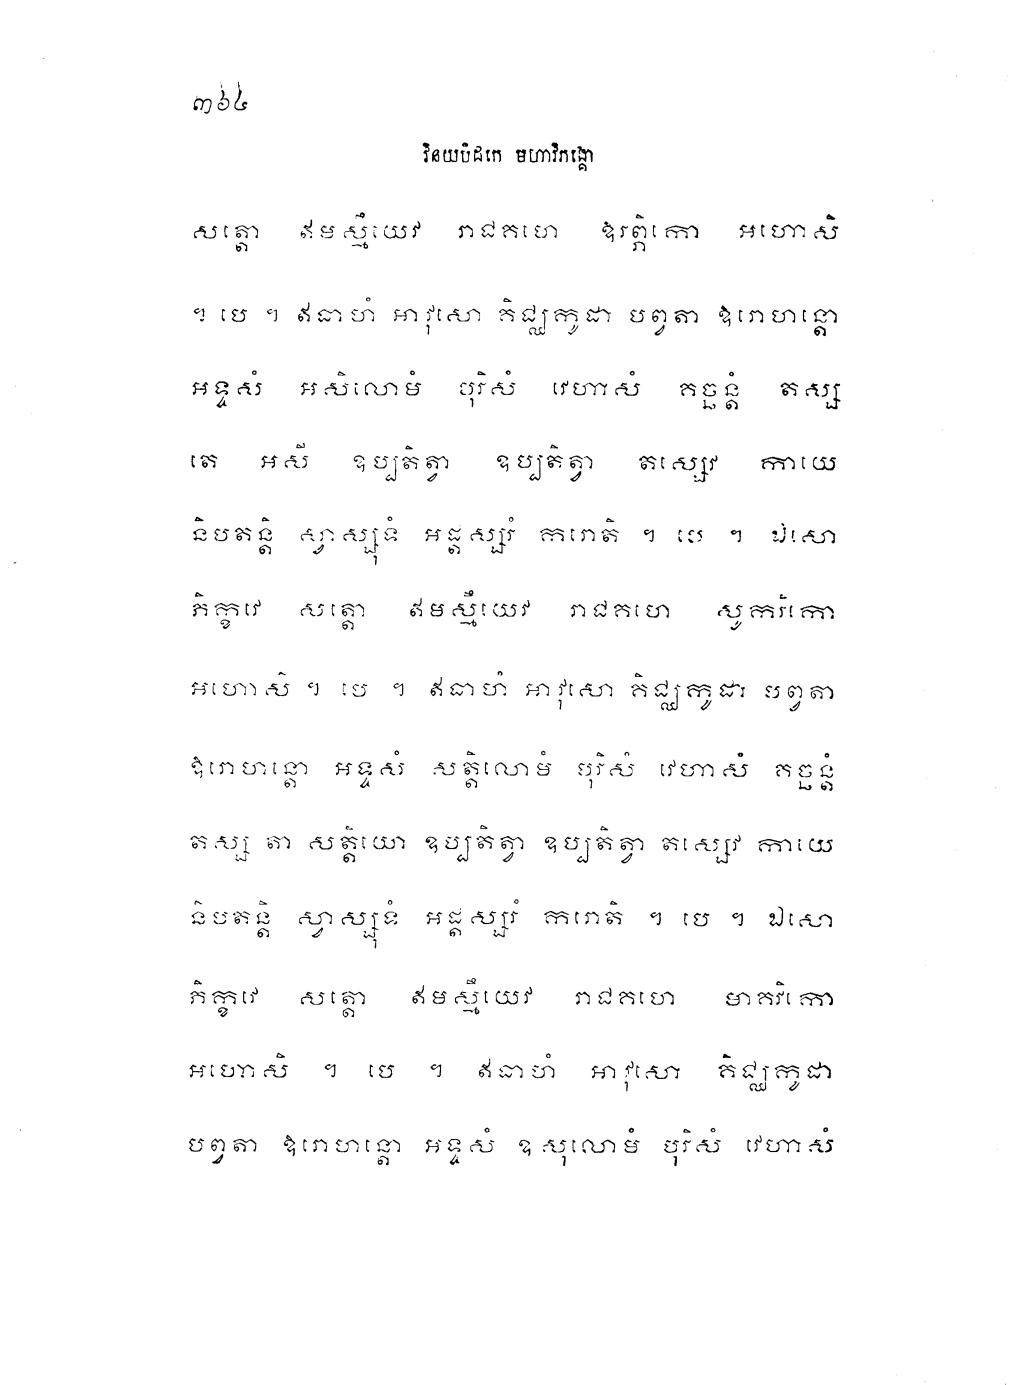 ៣៦៤
វិនយបិដកេ មហាវិភង្គោ
សត្តោ ឥមស្មឹយេវ រាជគហេ ឱរព្ភិកោ អហោសិ
។ បេ ។ ឥធាហំ អាវុសោ គិជ្ឈកូដា បព្វតា ឱរោហន្តោ
អទ្ទសំ អសិលោមំ បុរិសំ វេហាសំ គច្ឆន្តំ តស្ស
តេ អសី ឧប្បតិត្វា ឧប្បតិត្វា តស្សេវ កាយេ
និបតន្តិ ស្វាស្សុទំ អដ្តស្សរំ ករោតិ ។ បេ ។ ឯសោ
ភិក្ខវេ សត្តោ ឥមស្មឹយេវ រាជគហេ សូករិកោ
អហោសិ ។ បេ ។ ឥធាហំ អាវុសោ គិជ្ឈកូដា បព្វតា
ឱរោហន្តោ អទ្ទសំ សត្តិលោមំ បុរិសំ វេហាសំ គច្ឆន្តំ
តស្ស តា សត្តិយោ ឧប្បតិត្វា ឧប្បតិត្វា តស្សេវ កាយេ
និបតន្តិ ស្វាស្សុទំ អដ្តស្សរំ ករោតិ ។ បេ ។ ឯសោ
ភិក្ខវេ សត្តោ ឥមស្មឹយេវ រាជគហេ មាគវិកោ
អហោសិ ។ បេ ។ ឥធាហំ អាវុសោ គិជ្ឈកូដា
បព្វតា ឱរោហន្តោ អទ្ទសំ ឧសុលោមំ បុរិសំ វេហាសំ